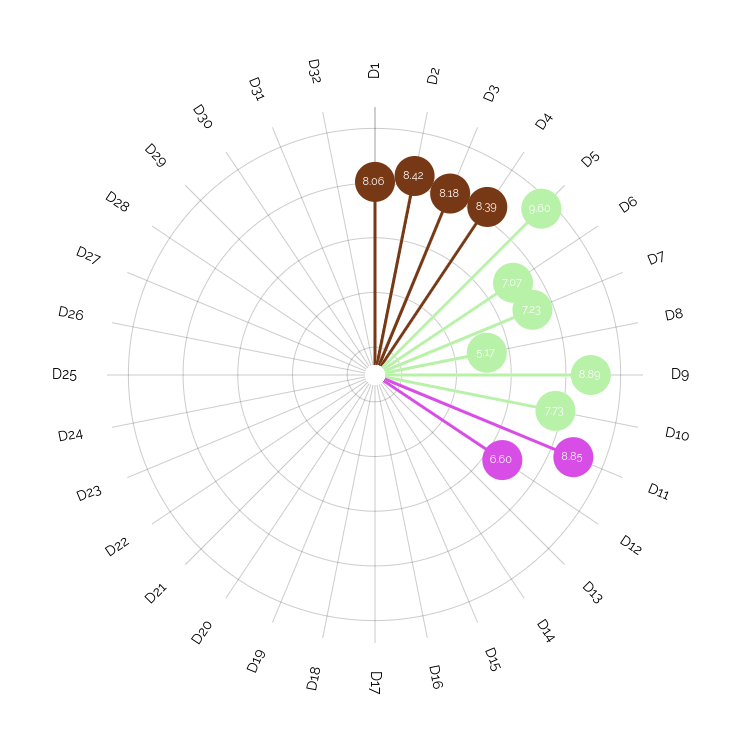 D1
D2
D3
D4
D5
D6
D7
D8
D9
D10
D11
D12
D13
D14
D15
D16
D17
D18
D19
D20
D21
D22
D23
D24
D25
D26
D27
D28
D29
D30
D31
D32
8.06
8.42
8.18
8.39
9.60
7.07
7.23
5.17
8.89
7.73
8.85
6.60